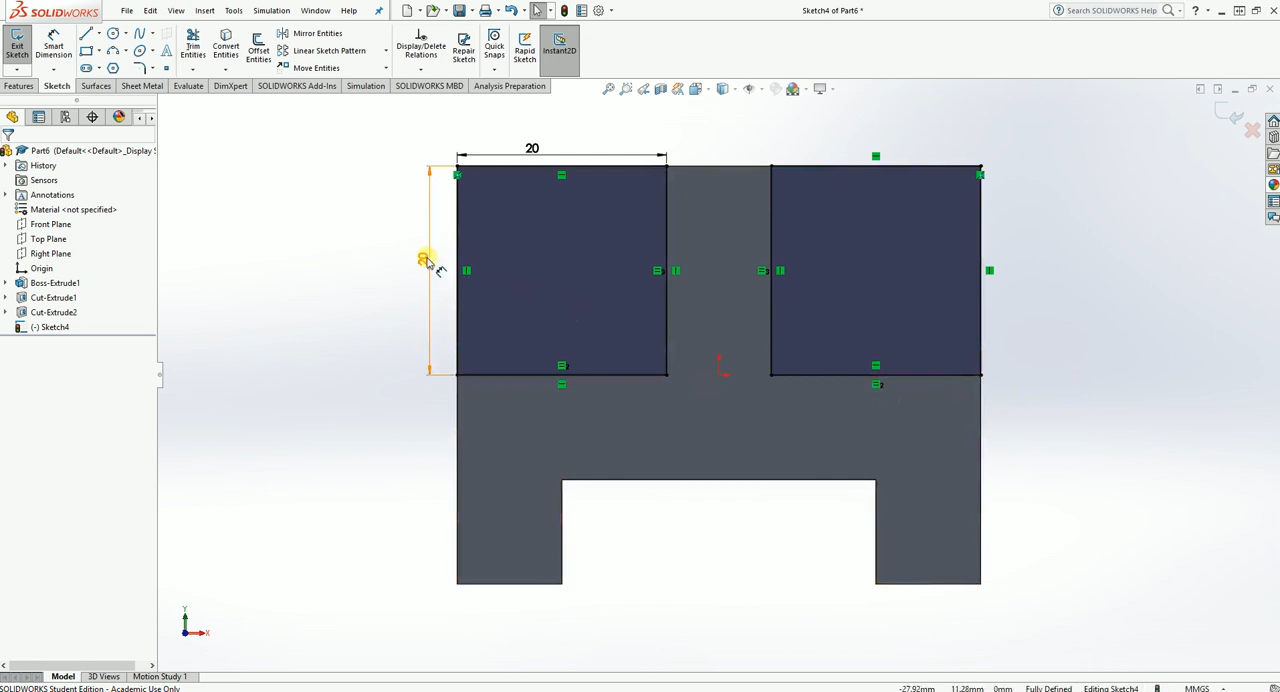 SOLIDWORKS
File Edit View Insert Tools Simulation Window Help
Sketch4 of Part6 *
Search SOLIDWORKS Help
Exit Sketch
Smart Dimension
Trim Entities
Convert Entities
Offset Entities
Mirror Entities
Linear Sketch Pattern
Move Entities
Display/Delete Relations
Repair Sketch
Quick Snaps
Rapid Sketch
Instant2D
Features Sketch Surfaces Sheet Metal Evaluate DimXpert SOLIDWORKS Add-Ins Simulation SOLIDWORKS MBD Analysis Preparation
Part6 (Default<<Default>_Display S
History
Sensors
Annotations
Material <not specified>
Front Plane
Top Plane
Right Plane
Origin
Boss-Extrude1
Cut-Extrude1
Cut-Extrude2
(-) Sketch4
20
20
Y
X
Model 3D Views Motion Study 1
SOLIDWORKS Student Edition - Academic Use Only
-27.92mm 11.28mm 0mm Fully Defined Editing Sketch4 MMGS